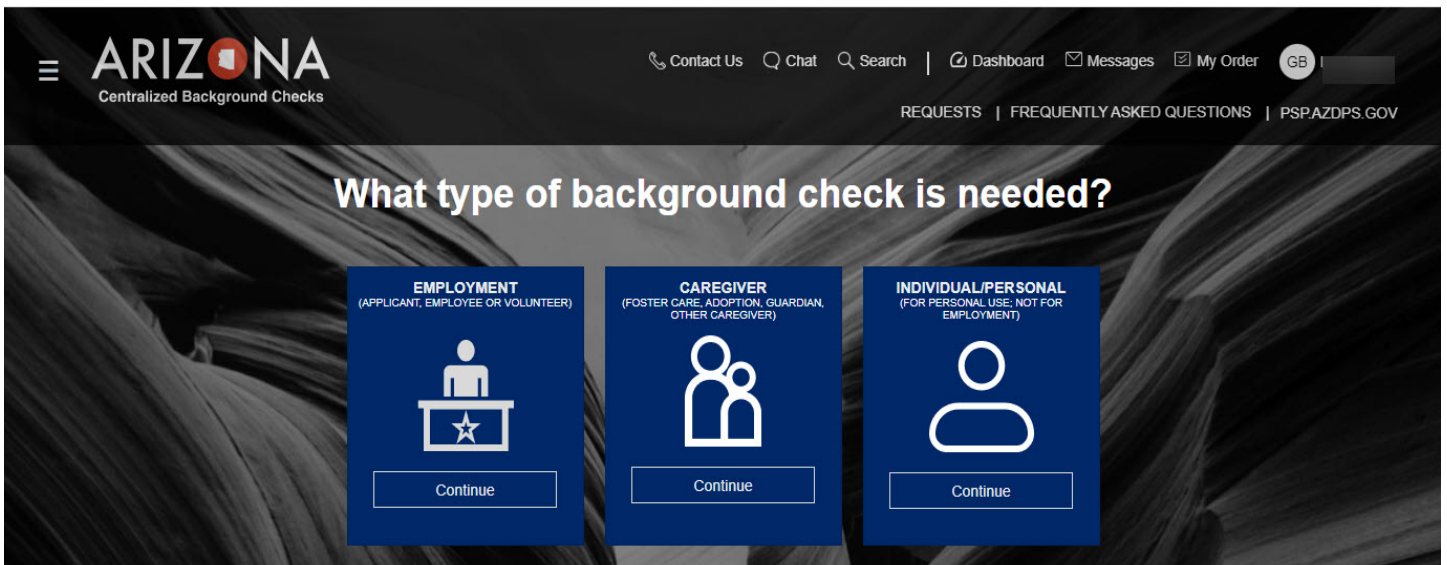 ARIZONA
Centralized Background Checks
Contact Us Chat Search | Dashboard Messages My Order GB
REQUESTS | FREQUENTLY ASKED QUESTIONS | PSP.AZDPS.GOV
What type of background check is needed?
EMPLOYMENT
(APPLICANT, EMPLOYEE OR VOLUNTEER)
Continue
CAREGIVER
(FOSTER CARE, ADOPTION, GUARDIAN,
OTHER CAREGIVER)
Continue
INDIVIDUAL/PERSONAL
(FOR PERSONAL USE; NOT FOR
EMPLOYMENT)
Continue